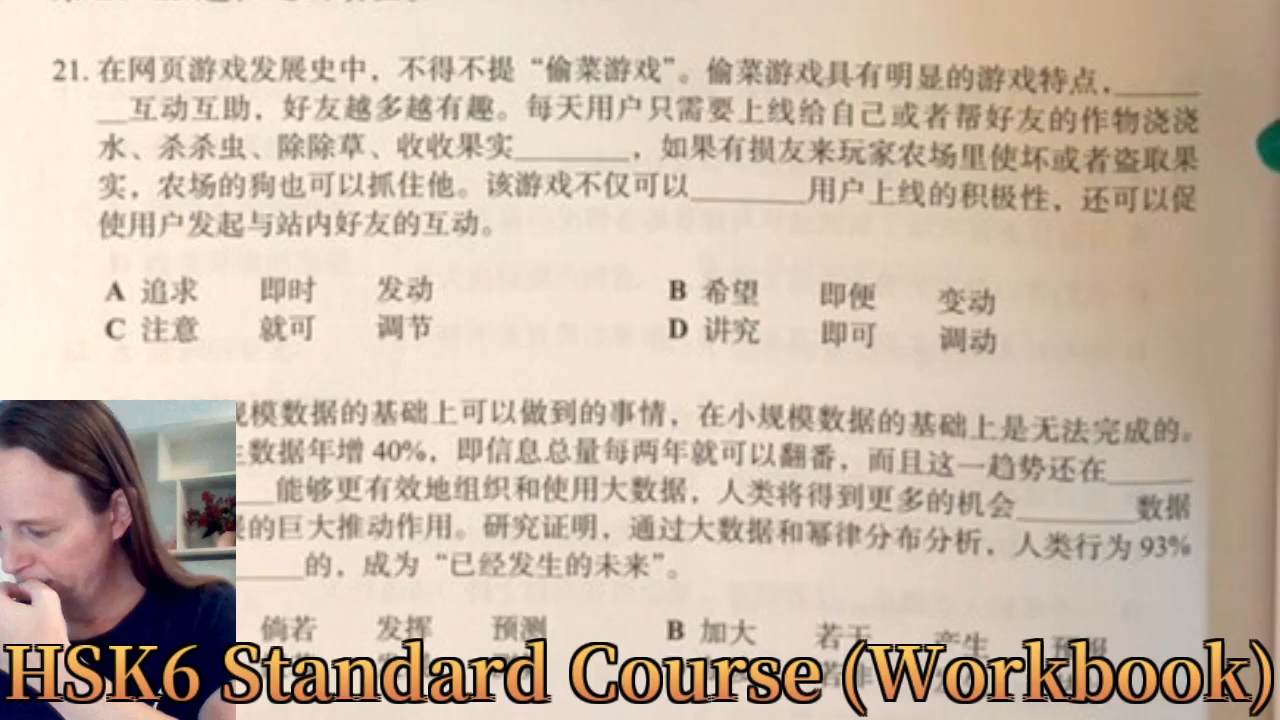 21. 在网页游戏发展史中，不得不提“偷菜游戏”。偷菜游戏具有明显的游戏特点，______
__互动互助，好友越多越有趣。每天用户只需要上线给自己或者帮好友的作物浇浇
水、杀杀虫、除除草、收收果实________，如果有损友来玩家农场里使坏或者盗取果
实，农场的狗也可以抓住他。该游戏不仅可以________用户上线的积极性，还可以促
使用户发起与站内好友的互动。
A 追求 即时 发动 B 希望 即便 变动
C 注意 就可 调节 D 讲究 即可 调动
规模数据的基础上可以做到的事情，在小规模数据的基础上是无法完成的。
数据年增 40%，即信息总量每两年就可以翻番，而且这一趋势还在______
__能够更有效地组织和使用大数据，人类将得到更多的机会________数据
的巨大推动作用。研究证明，通过大数据和幂律分布分析，人类行为 93%
____的，成为“已经发生的未来”。
倘若 发挥 预测 B 加大 若干 产生 预报
HSK6 Standard Course (Workbook)